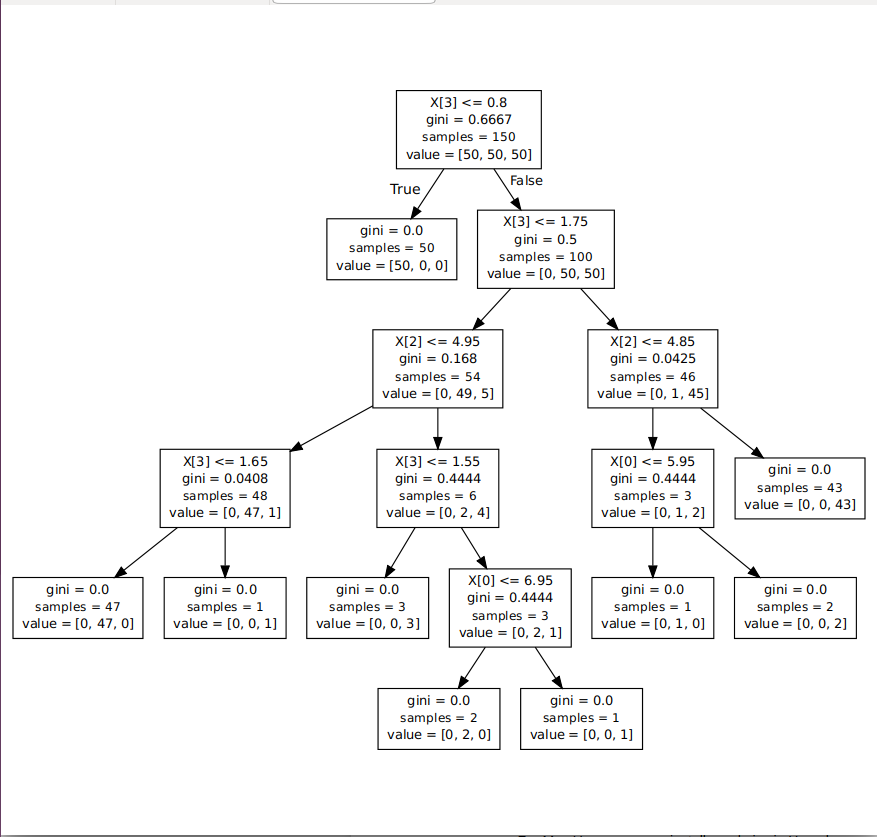 X[3] <= 0.8
gini = 0.6667
samples = 150
value = [50, 50, 50]
True
False
gini = 0.0
samples = 50
value = [50, 0, 0]
X[3] <= 1.75
gini = 0.5
samples = 100
value = [0, 50, 50]
X[2] <= 4.95
gini = 0.168
samples = 54
value = [0, 49, 5]
X[2] <= 4.85
gini = 0.0425
samples = 46
value = [0, 1, 45]
X[3] <= 1.65
gini = 0.0408
samples = 48
value = [0, 47, 1]
X[3] <= 1.55
gini = 0.4444
samples = 6
value = [0, 2, 4]
X[0] <= 5.95
gini = 0.4444
samples = 3
value = [0, 1, 2]
gini = 0.0
samples = 43
value = [0, 0, 43]
gini = 0.0
samples = 47
value = [0, 47, 0]
gini = 0.0
samples = 1
value = [0, 0, 1]
gini = 0.0
samples = 3
value = [0, 0, 3]
X[0] <= 6.95
gini = 0.4444
samples = 3
value = [0, 2, 1]
gini = 0.0
samples = 1
value = [0, 1, 0]
gini = 0.0
samples = 2
value = [0, 0, 2]
gini = 0.0
samples = 2
value = [0, 2, 0]
gini = 0.0
samples = 1
value = [0, 0, 1]